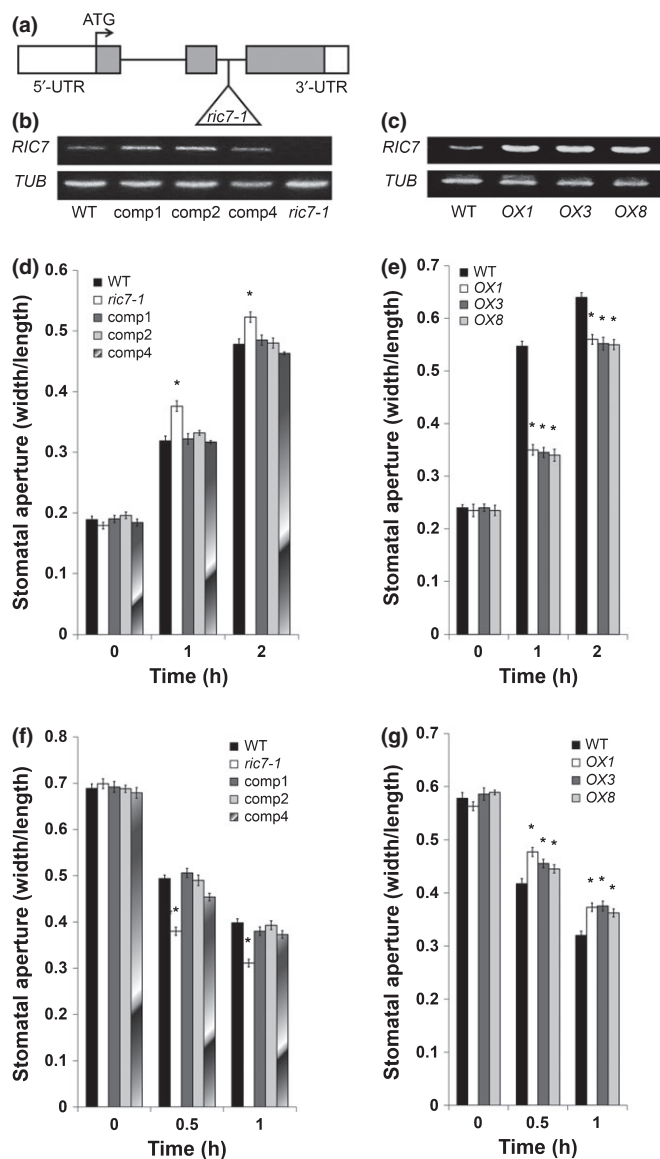 (a)
ATG
5′-UTR
3′-UTR
ric7-1
(b)
RIC7
TUB
WT comp1 comp2 comp4 ric7-1
(c)
RIC7
TUB
WT OX1 OX3 OX8
(d)
Stomatal aperture (width/length)
0.6
0.5
0.4
0.3
0.2
0.1
0
WT
ric7-1
comp1
comp2
comp4
*
*
0 1 2
Time (h)
(e)
Stomatal aperture (width/length)
0.7
0.6
0.5
0.4
0.3
0.2
0.1
0
WT
OX1
OX3
OX8
* * *
* * *
0 1 2
Time (h)
(f)
Stomatal aperture (width/length)
0.8
0.7
0.6
0.5
0.4
0.3
0.2
0.1
0
WT
ric7-1
comp1
comp2
comp4
*
*
0 0.5 1
Time (h)
(g)
Stomatal aperture (width/length)
0.7
0.6
0.5
0.4
0.3
0.2
0.1
0
WT
OX1
OX3
OX8
* * *
* * *
0 0.5 1
Time (h)